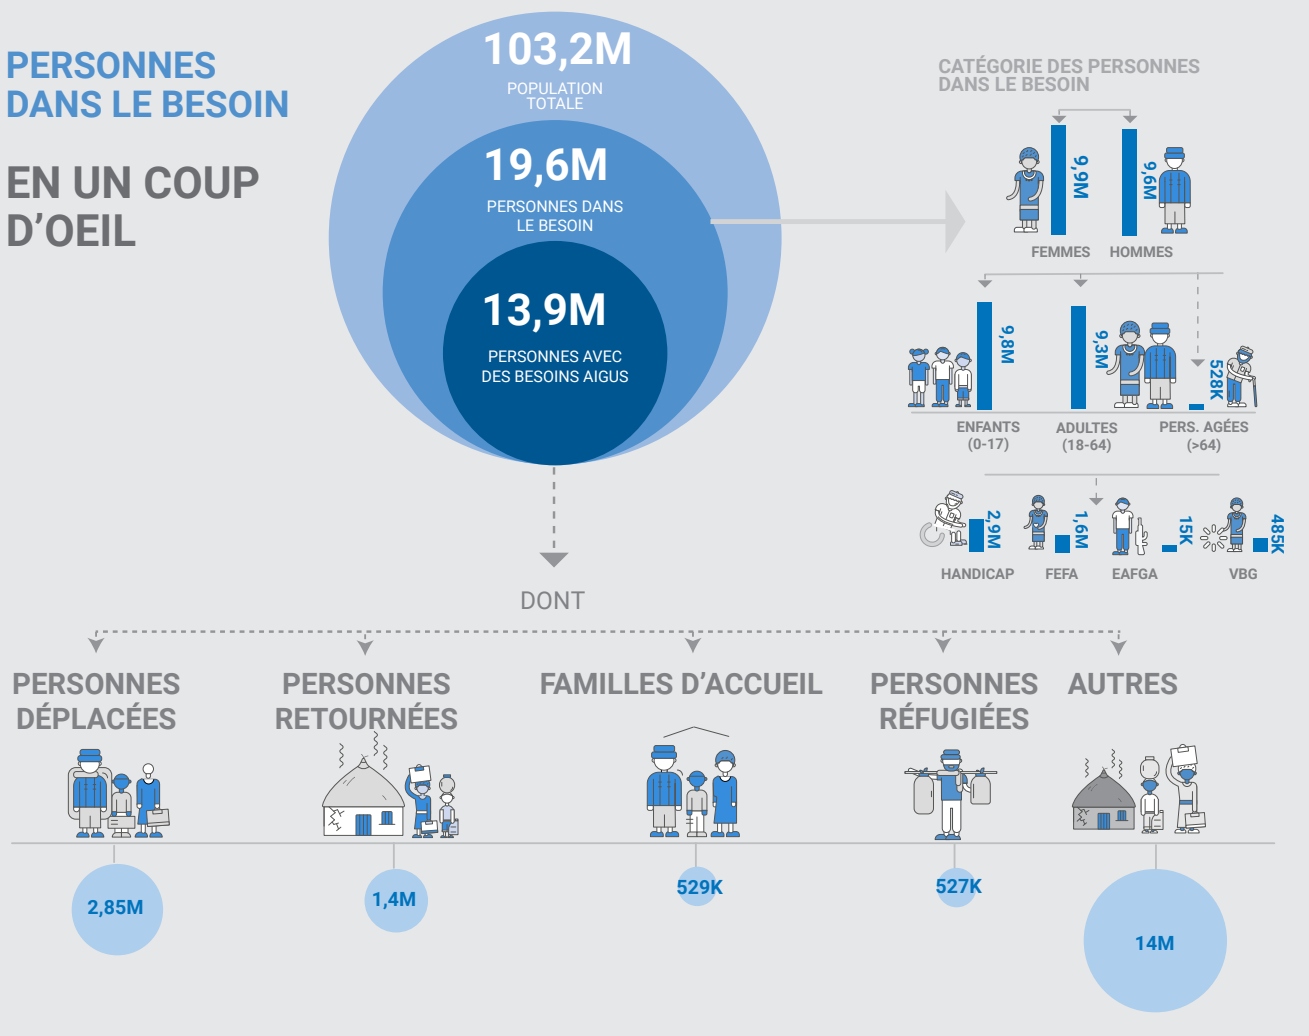 PERSONNES
DANS LE BESOIN
EN UN COUP
D’OEIL
103,2M
POPULATION
TOTALE
19,6M
PERSONNES DANS
LE BESOIN
13,9M
PERSONNES AVEC
DES BESOINS AIGUS
CATÉGORIE DES PERSONNES
DANS LE BESOIN
9,9M
9,6M
FEMMES
HOMMES
9,8M
9,3M
528K
ENFANTS
(0-17)
ADULTES
(18-64)
PERS. AGÉES
(>64)
2,9M
1,6M
15K
485K
HANDICAP
FEFA
EAFGA
VBG
DONT
PERSONNES
DÉPLACÉES
PERSONNES
RETOURNÉES
FAMILLES D’ACCUEIL
PERSONNES
RÉFUGIÉES
AUTRES
2,85M
1,4M
529K
527K
14M